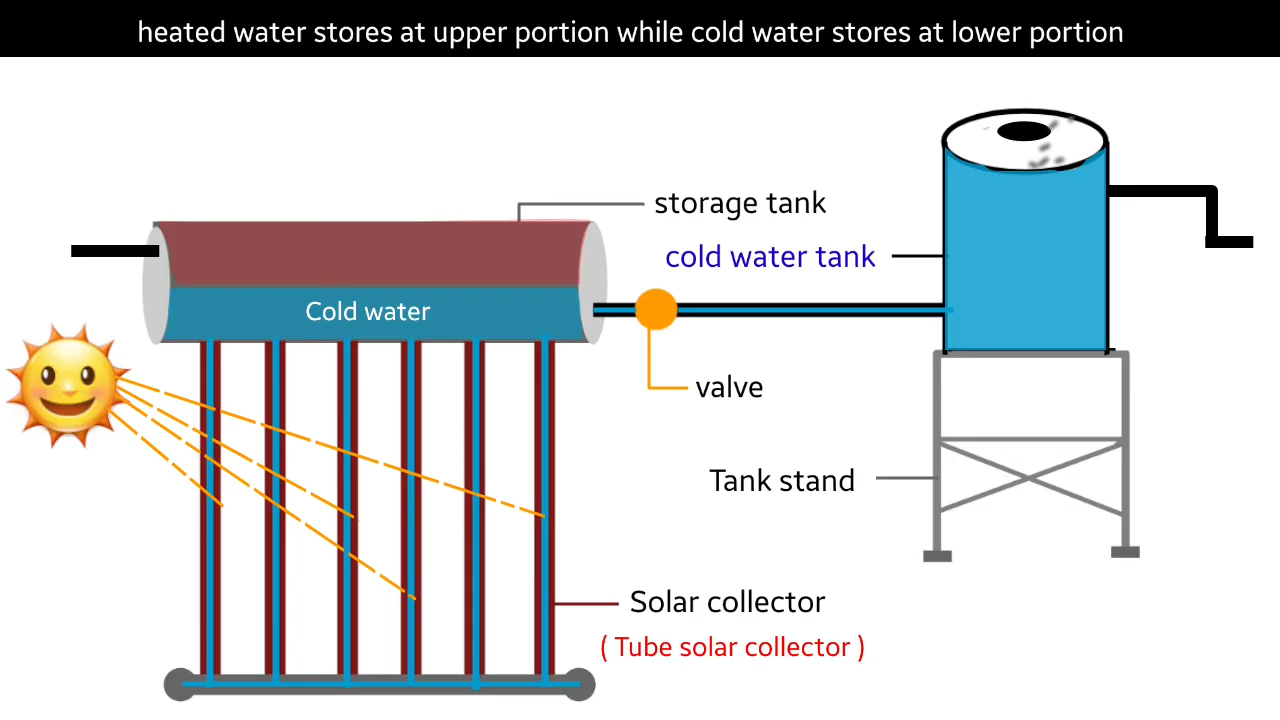 heated water stores at upper portion while cold water stores at lower portion
storage tank
cold water tank
Cold water
valve
Tank stand
Solar collector
( Tube solar collector )